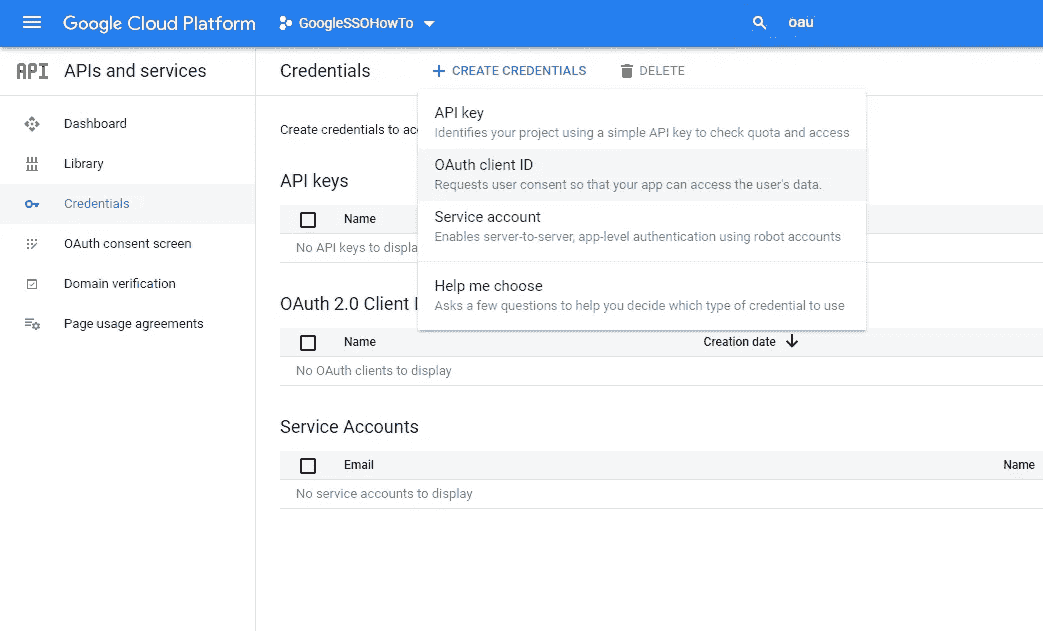 Google Cloud Platform GoogleSSOHowTo oau
API APIs and services
Credentials + CREATE CREDENTIALS DELETE
Dashboard
Library
Credentials
OAuth consent screen
Domain verification
Page usage agreements
Create credentials to acc
API key
Identifies your project using a simple API key to check quota and access
OAuth client ID
Requests user consent so that your app can access the user's data.
Service account
Enables server-to-server, app-level authentication using robot accounts
Help me choose
Asks a few questions to help you decide which type of credential to use
API keys
Name
No API keys to displa
OAuth 2.0 Client I
Name Creation date
No OAuth clients to display
Service Accounts
Email Name
No service accounts to display